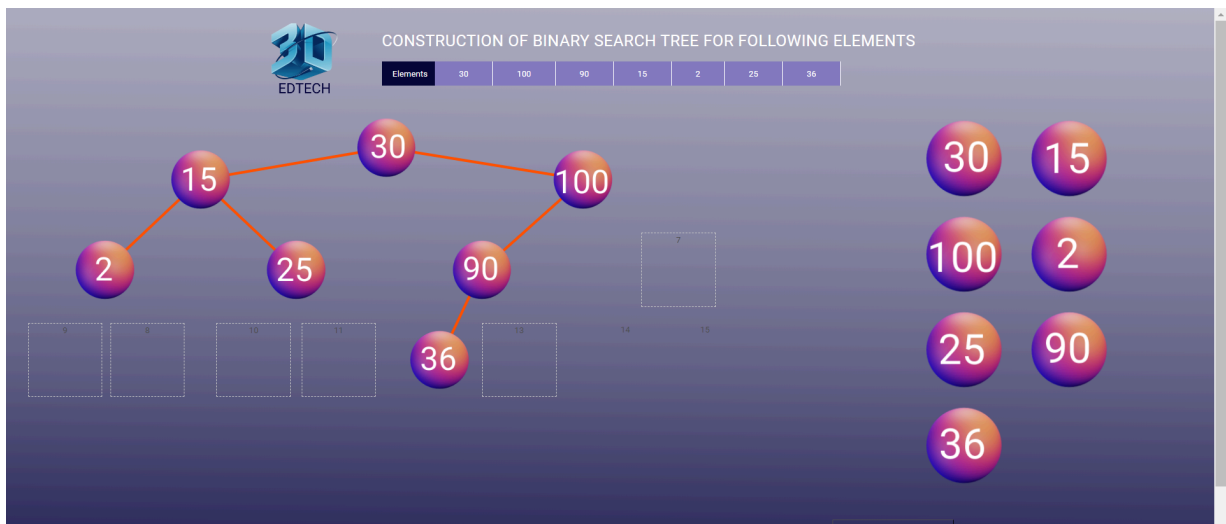 3D
EDTECH
CONSTRUCTION OF BINARY SEARCH TREE FOR FOLLOWING ELEMENTS
Elements 30 100 90 15 2 25 36
30
15 100
2 25 90
7
9 8 10 11 36 13 14 15
30 15
100 2
25 90
36